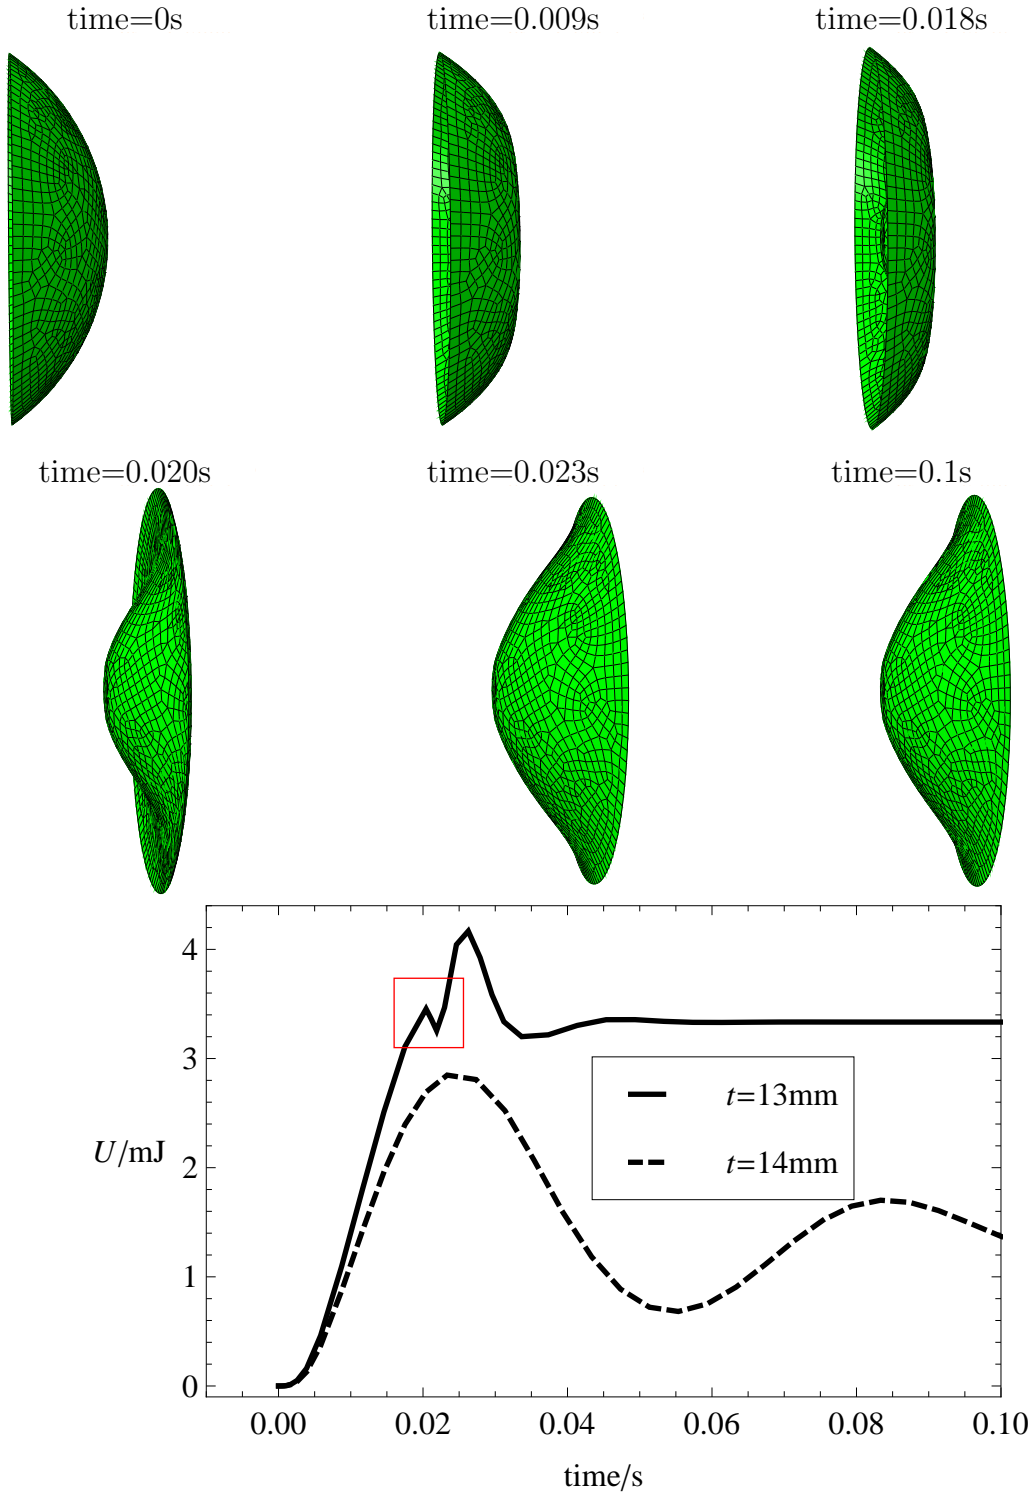 time=0s time=0.009s time=0.018s
time=0.020s time=0.023s time=0.1s
4
3
2
1
0
U/mJ
t=13mm
t=14mm
0.00 0.02 0.04 0.06 0.08 0.10
time/s